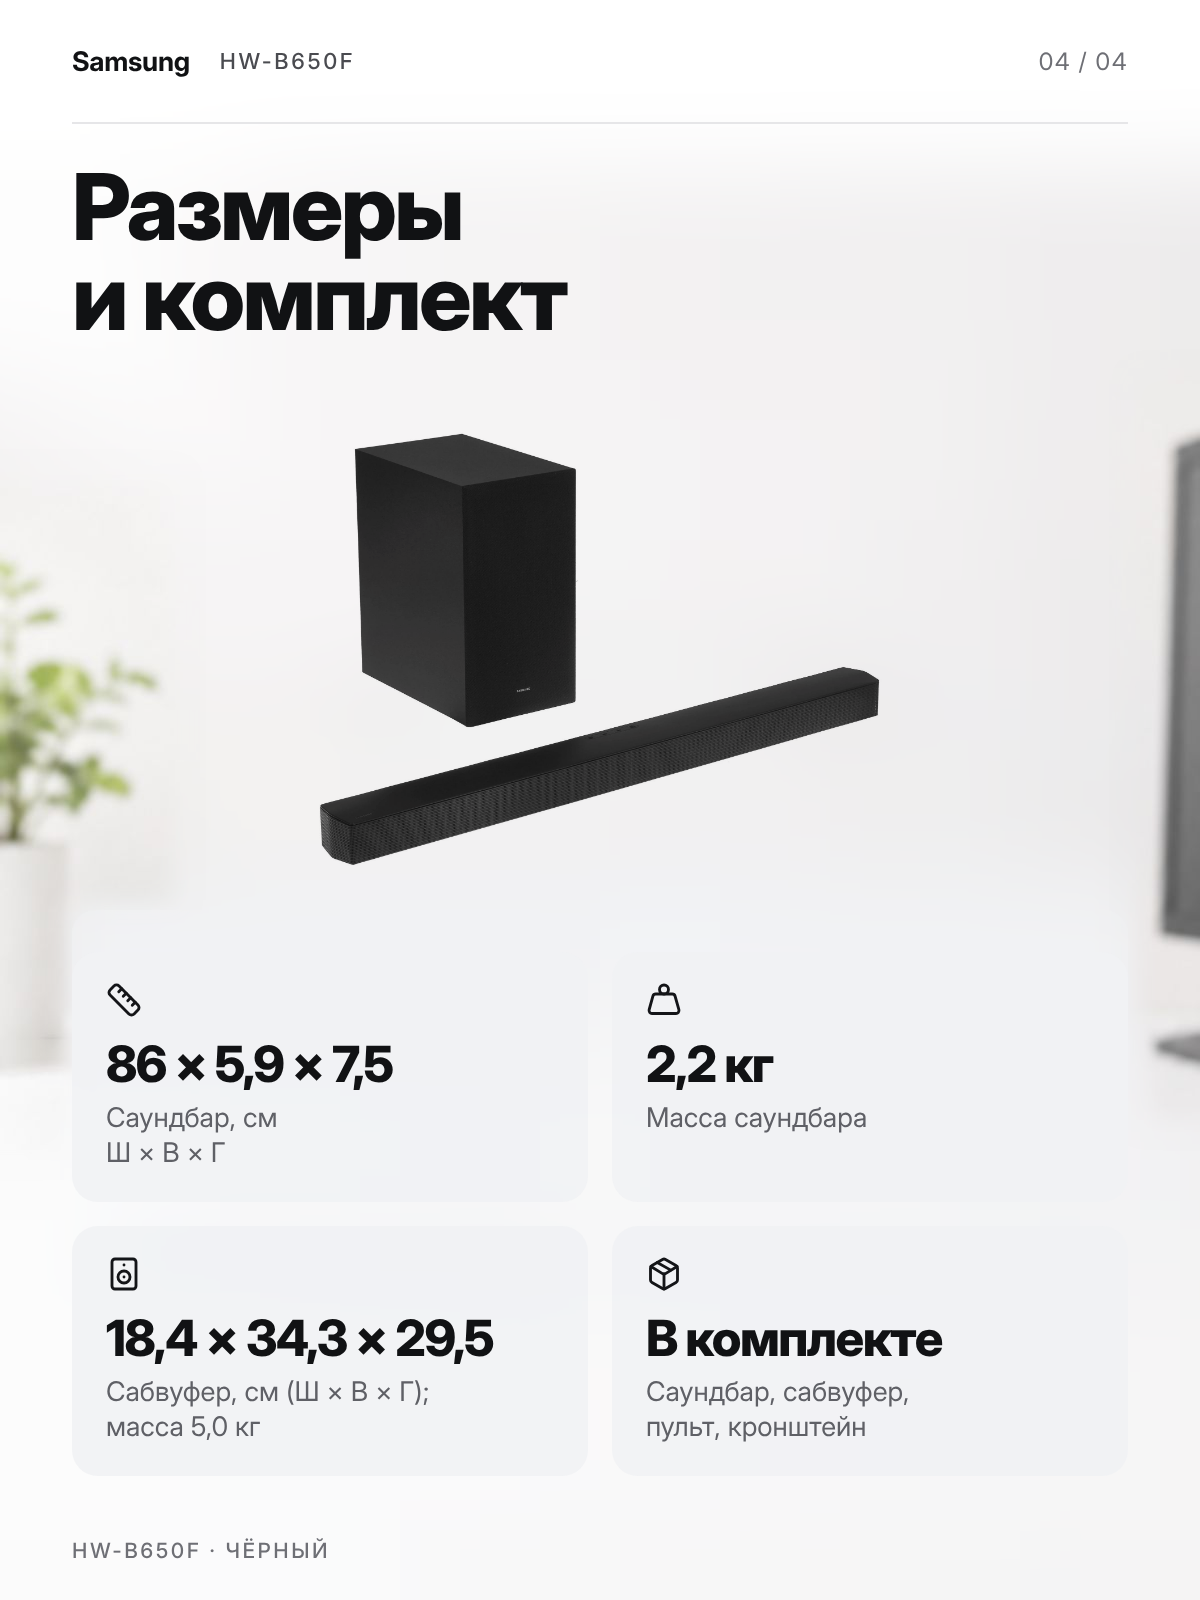 Samsung HW-B650F 04 / 04
Размеры
и комплект
86 × 5,9 × 7,5
Саундбар, см
Ш × В × Г
2,2 кг
Масса саундбара
18,4 × 34,3 × 29,5
Сабвуфер, см (Ш × В × Г);
масса 5,0 кг
В комплекте
Саундбар, сабвуфер,
пульт, кронштейн
HW-B650F · ЧЁРНЫЙ